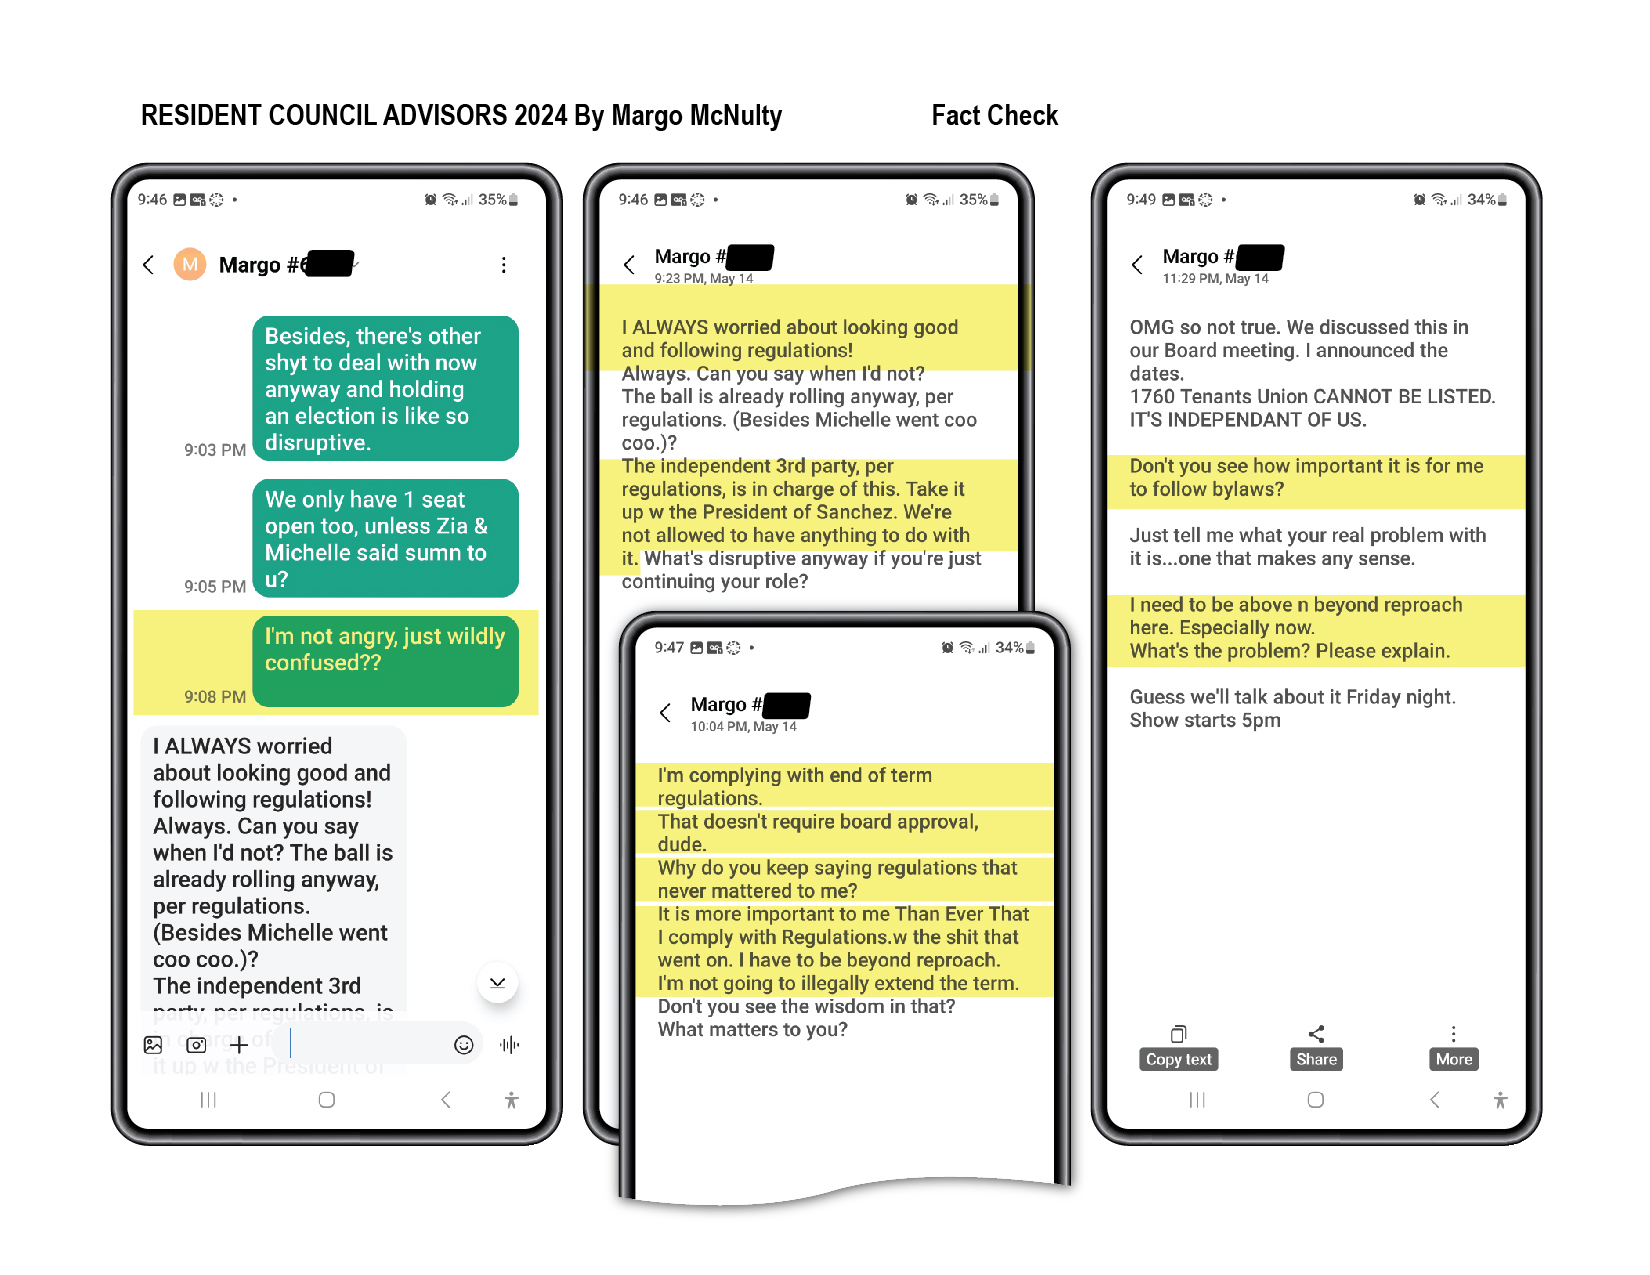 RESIDENT COUNCIL ADVISORS 2024 By Margo McNulty
Fact Check
9:46
35%
M
Margo #6
Besides, there's other
shyt to deal with now
anyway and holding
an election is like so
disruptive.
9:03 PM
We only have 1 seat
open too, unless Zia &
Michelle said sumn to
u?
9:05 PM
I'm not angry, just wildly
confused??
9:08 PM
I ALWAYS worried
about looking good and
following regulations!
Always. Can you say
when I'd not? The ball is
already rolling anyway,
per regulations.
(Besides Michelle went
coo coo.)?
The independent 3rd
party, per regulations, is
in charge of
it up w the President of
9:46
35%
Margo #
9:23 PM, May 14
I ALWAYS worried about looking good
and following regulations!
Always. Can you say when I'd not?
The ball is already rolling anyway, per
regulations. (Besides Michelle went coo
coo.)?
The independent 3rd party, per
regulations, is in charge of this. Take it
up w the President of Sanchez. We're
not allowed to have anything to do with
it. What's disruptive anyway if you're just
continuing your role?
9:47
34%
Margo #
10:04 PM, May 14
I'm complying with end of term
regulations.
That doesn't require board approval,
dude.
Why do you keep saying regulations that
never mattered to me?
It is more important to me Than Ever That
I comply with Regulations.w the shit that
went on. I have to be beyond reproach.
I'm not going to illegally extend the term.
Don't you see the wisdom in that?
What matters to you?
9:49
34%
Margo #
11:29 PM, May 14
OMG so not true. We discussed this in
our Board meeting. I announced the
dates.
1760 Tenants Union CANNOT BE LISTED.
IT'S INDEPENDANT OF US.
Don't you see how important it is for me
to follow bylaws?
Just tell me what your real problem with
it is...one that makes any sense.
I need to be above n beyond reproach
here. Especially now.
What's the problem? Please explain.
Guess we'll talk about it Friday night.
Show starts 5pm
Copy text
Share
More